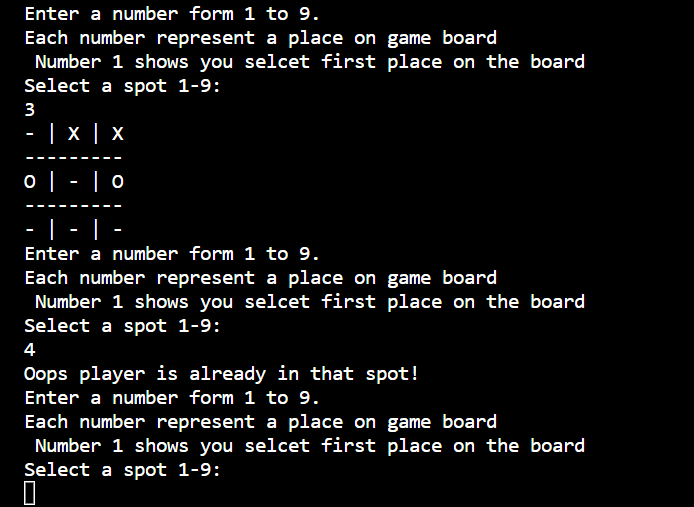 Enter a number form 1 to 9.
Each number represent a place on game board
Number 1 shows you selcet first place on the board
Select a spot 1-9:
3
- | X | X
---------
O | - | O
---------
- | - | -
Enter a number form 1 to 9.
Each number represent a place on game board
Number 1 shows you selcet first place on the board
Select a spot 1-9:
4
Oops player is already in that spot!
Enter a number form 1 to 9.
Each number represent a place on game board
Number 1 shows you selcet first place on the board
Select a spot 1-9: